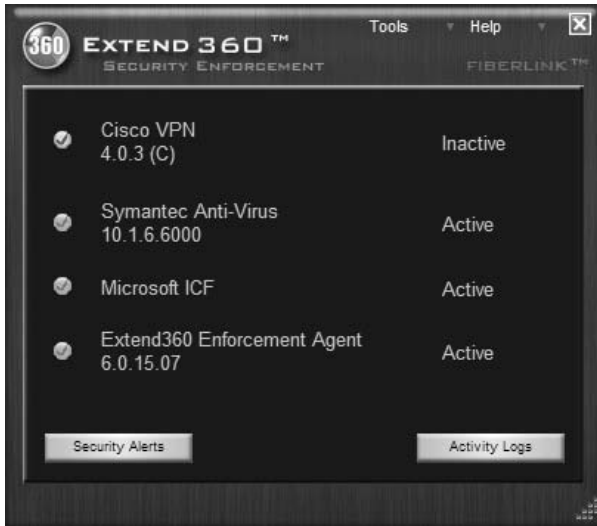 Tools Help
360 EXTEND 360™
SECURITY ENFORCEMENT FIBERLINK™
Cisco VPN
4.0.3 (C) Inactive
Symantec Anti-Virus
10.1.6.6000 Active
Microsoft ICF Active
Extend360 Enforcement Agent
6.0.15.07 Active
Security Alerts Activity Logs